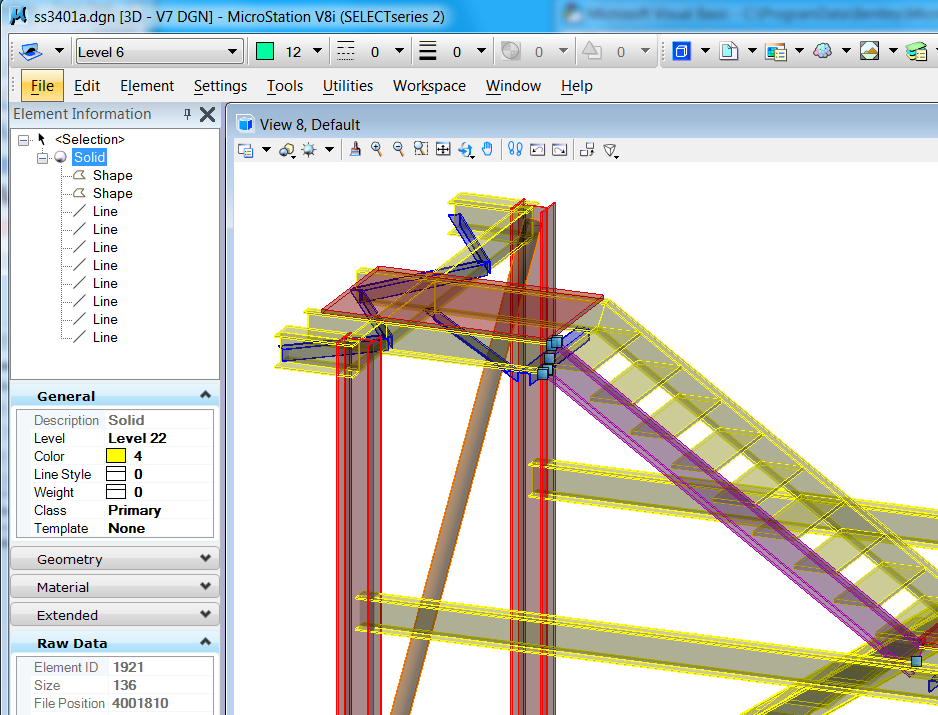 ss3401a.dgn [3D - V7 DGN] - MicroStation V8i (SELECTseries 2)
Level 6 12 0 0 0 0
File Edit Element Settings Tools Utilities Workspace Window Help
Element Information
View 8, Default
<Selection>
Solid
Shape
Shape
Line
Line
Line
Line
Line
Line
Line
Line
General
Description Solid
Level Level 22
Color 4
Line Style 0
Weight 0
Class Primary
Template None
Geometry
Material
Extended
Raw Data
Element ID 1921
Size 136
File Position 4001810